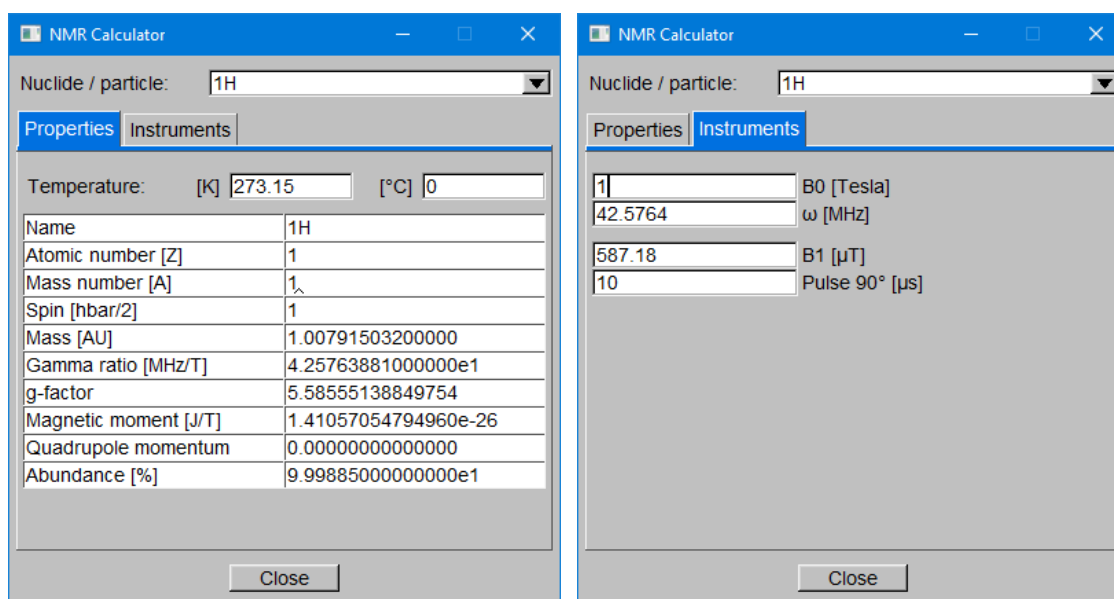 NMR Calculator
Nuclide / particle: 1H
Properties Instruments
Temperature: [K] 273.15 [°C] 0
Name 1H
Atomic number [Z] 1
Mass number [A] 1
Spin [hbar/2] 1
Mass [AU] 1.00791503200000
Gamma ratio [MHz/T] 4.25763881000000e1
g-factor 5.58555138849754
Magnetic moment [J/T] 1.41057054794960e-26
Quadrupole momentum 0.00000000000000
Abundance [%] 9.99885000000000e1
Close
NMR Calculator
Nuclide / particle: 1H
Properties Instruments
1 B0 [Tesla]
42.5764 ω [MHz]
587.18 B1 [µT]
10 Pulse 90° [µs]
Close